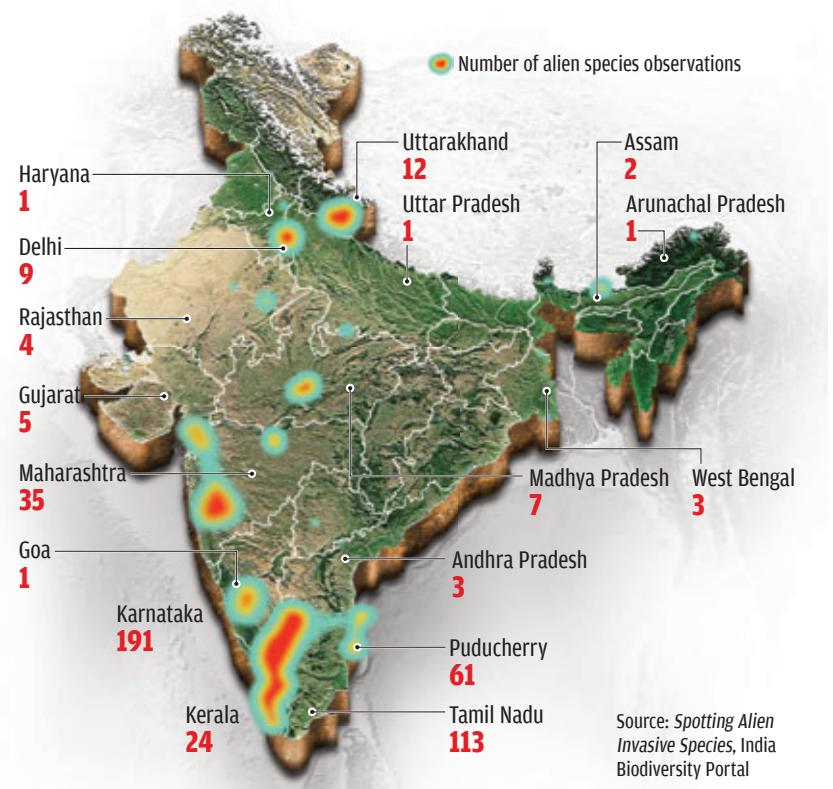 Number of alien species observations
Uttarakhand
12
Assam
2
Haryana
1
Uttar Pradesh
1
Arunachal Pradesh
1
Delhi
9
Rajasthan
4
Gujarat
5
Maharashtra
35
Madhya Pradesh
7
West Bengal
3
Goa
1
Andhra Pradesh
3
Karnataka
191
Puducherry
61
Kerala
24
Tamil Nadu
113
Source: Spotting Alien
Invasive Species, India
Biodiversity Portal